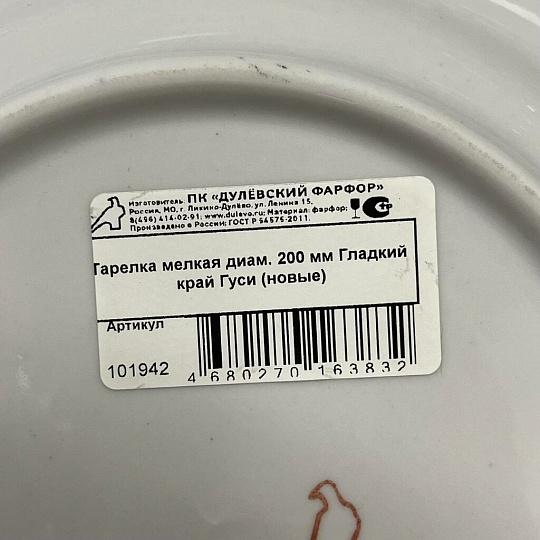 Изготовитель ПК «ДУЛЁВСКИЙ ФАРФОР»
Россия, МО, г. Ликино-Дулёво, ул. Ленина 15,
8(496) 414-02-91; www.dulevo.ru; Материал: фарфор;
Произведено в России; ГОСТ Р 54575-2011.
Тарелка мелкая диам. 200 мм Гладкий
край Гуси (новые)
Артикул
101942
4 680270 163832